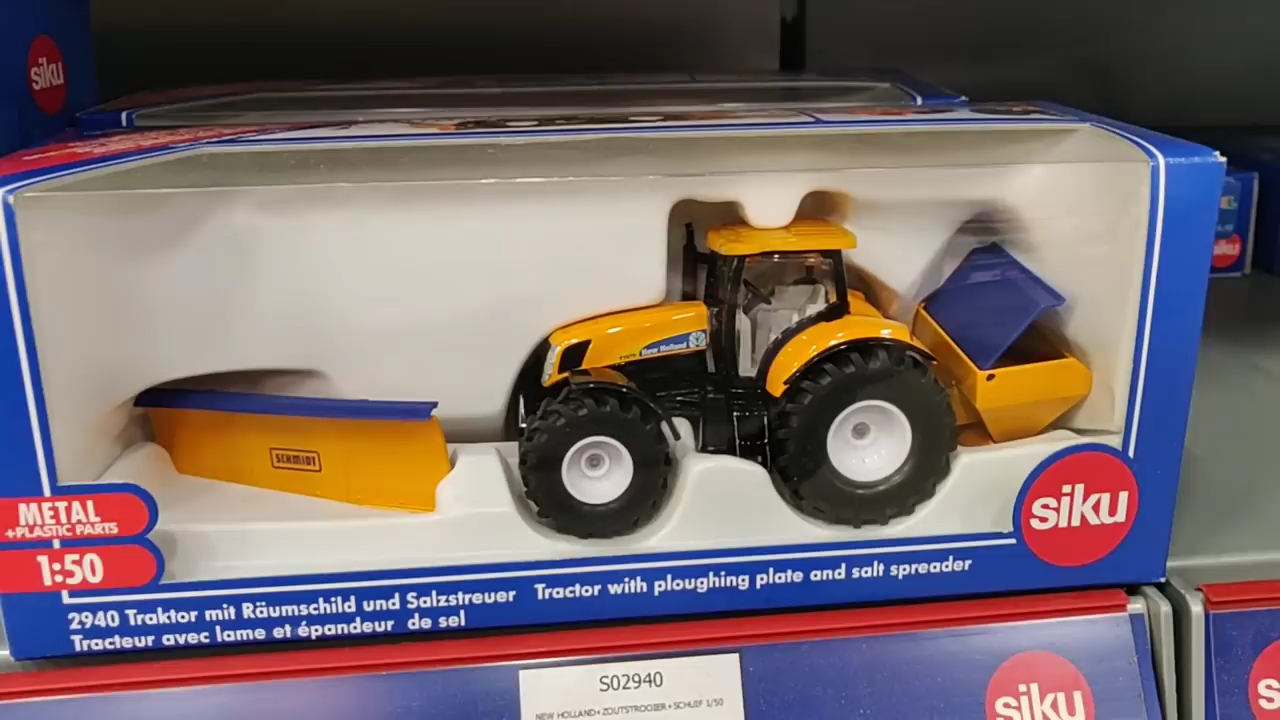 siku
New Holland
SCHMIDT
METAL
+PLASTIC PARTS
1:50
siku
2940 Traktor mit Räumschild und Salzstreuer Tractor with ploughing plate and salt spreader
Tracteur avec lame et épandeur de sel
S02940
NEW HOLLAND+ZOUTSTROOIER+SCHUIF 1/50
siku